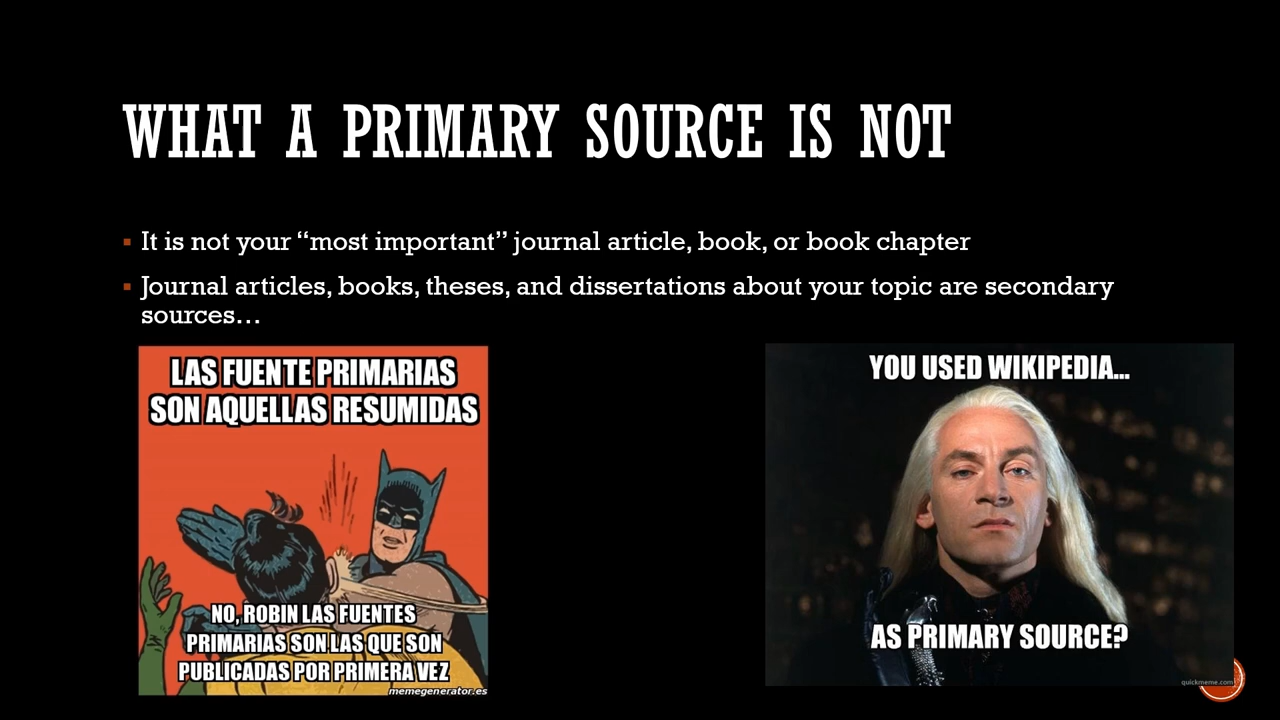 WHAT A PRIMARY SOURCE IS NOT
It is not your “most important” journal article, book, or book chapter
Journal articles, books, theses, and dissertations about your topic are secondary
sources…
LAS FUENTE PRIMARIAS
SON AQUELLAS RESUMIDAS
NO, ROBIN LAS FUENTES
PRIMARIAS SON LAS QUE SON
PUBLICADAS POR PRIMERA VEZ
memegenerator.es
YOU USED WIKIPEDIA...
AS PRIMARY SOURCE?
quickmeme.com